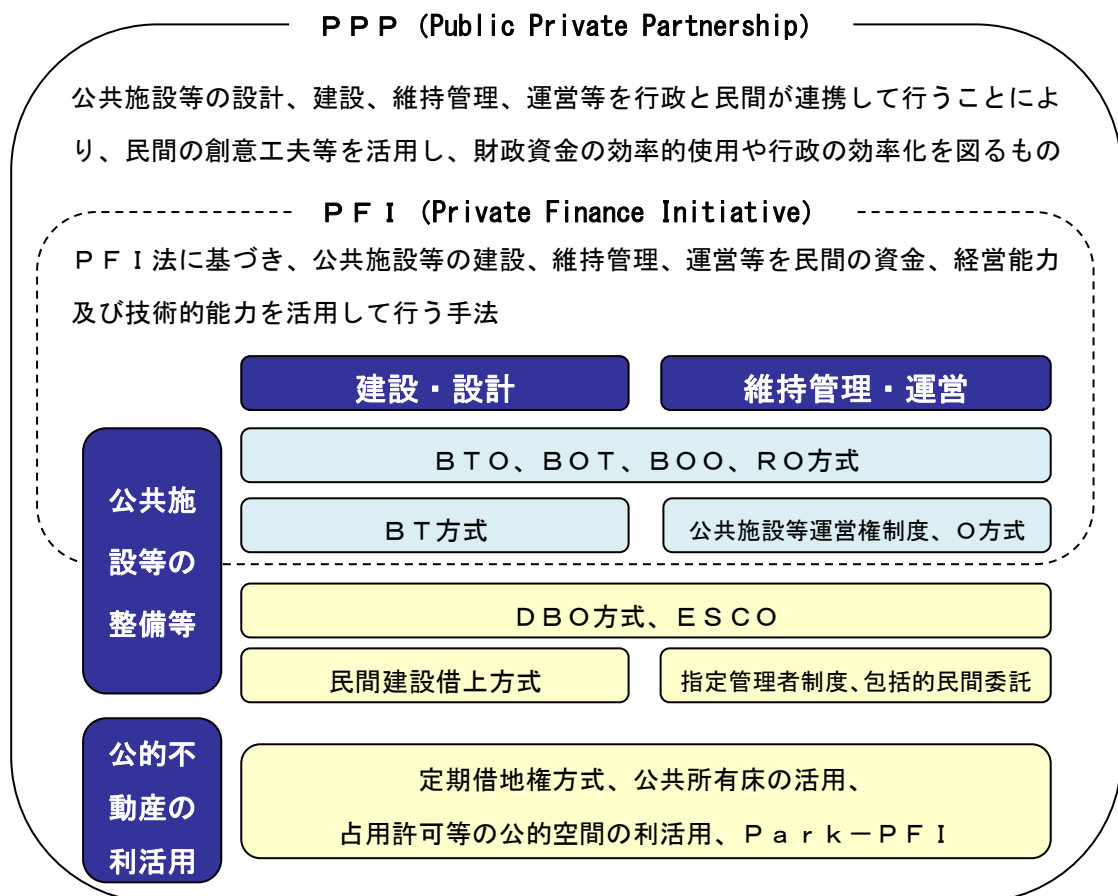 ＰＰＰ (Public Private Partnership)
公共施設等の設計、建設、維持管理、運営等を行政と民間が連携して行うことによ
り、民間の創意工夫等を活用し、財政資金の効率的使用や行政の効率化を図るもの
ＰＦＩ (Private Finance Initiative)
ＰＦＩ法に基づき、公共施設等の建設、維持管理、運営等を民間の資金、経営能力
及び技術的能力を活用して行う手法
建設・設計
維持管理・運営
公共施
設等の
整備等
ＢＴＯ、ＢＯＴ、ＢＯＯ、ＲＯ方式
ＢＴ方式
公共施設等運営権制度、Ｏ方式
ＤＢＯ方式、ＥＳＣＯ
民間建設借上方式
指定管理者制度、包括的民間委託
公的不
動産の
利活用
定期借地権方式、公共所有床の活用、
占用許可等の公的空間の利活用、Ｐａｒｋ－ＰＦＩ